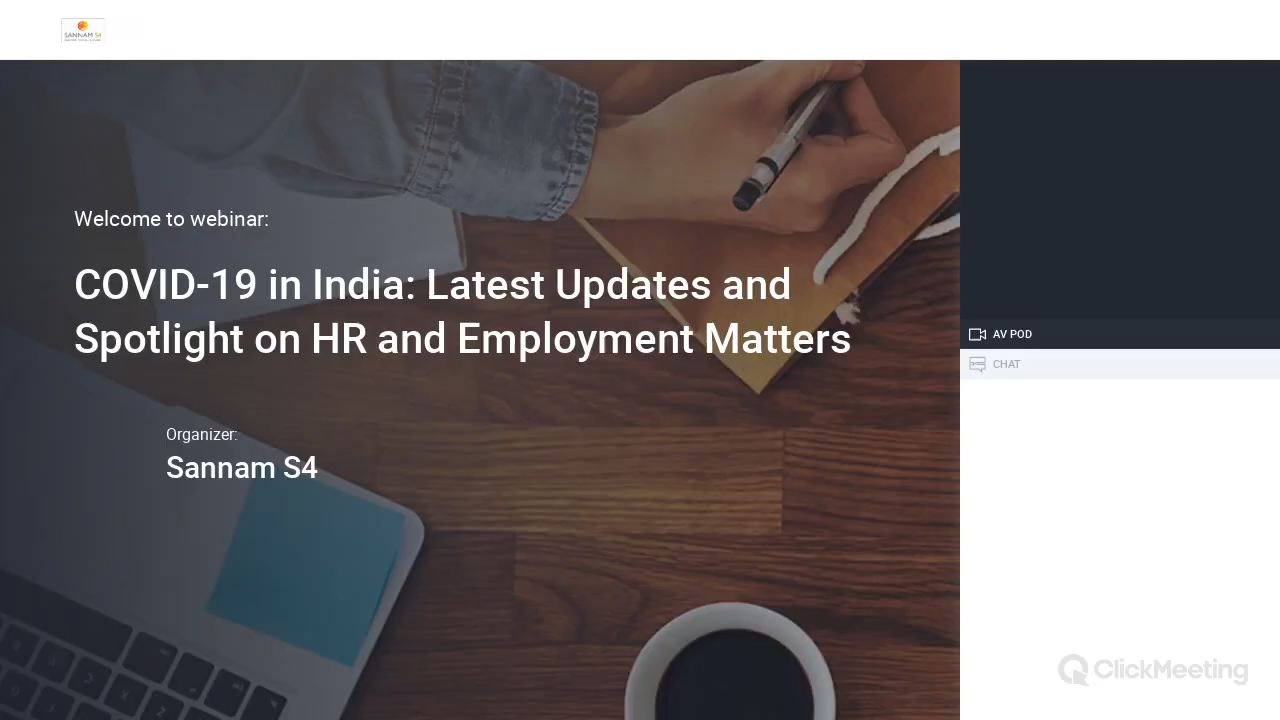 SANNAM S4
Welcome to webinar:
COVID-19 in India: Latest Updates and
Spotlight on HR and Employment Matters
Organizer:
Sannam S4
AV POD
CHAT
ClickMeeting